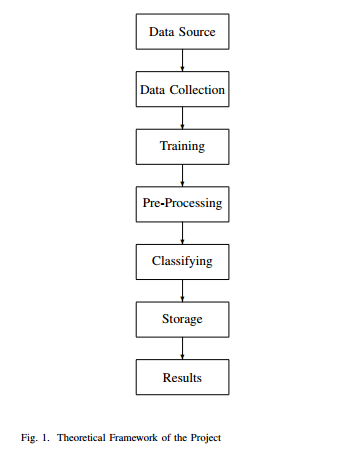 Data Source
Data Collection
Training
Pre-Processing
Classifying
Storage
Results
Fig. 1. Theoretical Framework of the Project